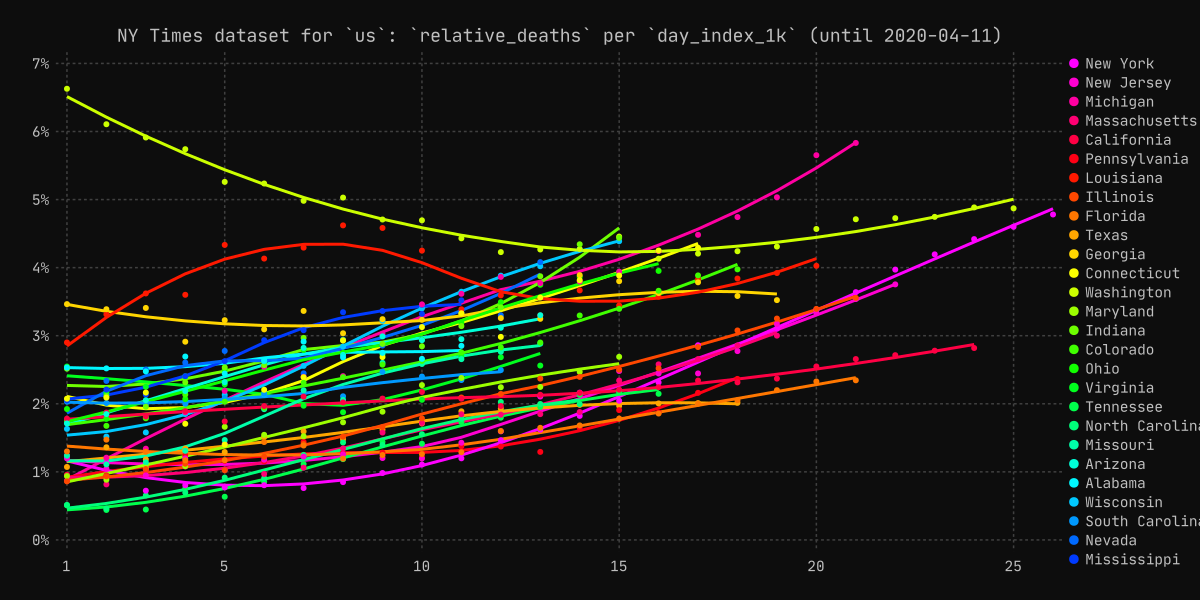 NY Times dataset for `us`: `relative_deaths` per `day_index_1k` (until 2020-04-11)
7%
6%
5%
4%
3%
2%
1%
0%
1 5 10 15 20 25
New York
New Jersey
Michigan
Massachusetts
California
Pennsylvania
Louisiana
Illinois
Florida
Texas
Georgia
Connecticut
Washington
Maryland
Indiana
Colorado
Ohio
Virginia
Tennessee
North Carolina
Missouri
Arizona
Alabama
Wisconsin
South Carolina
Nevada
Mississippi